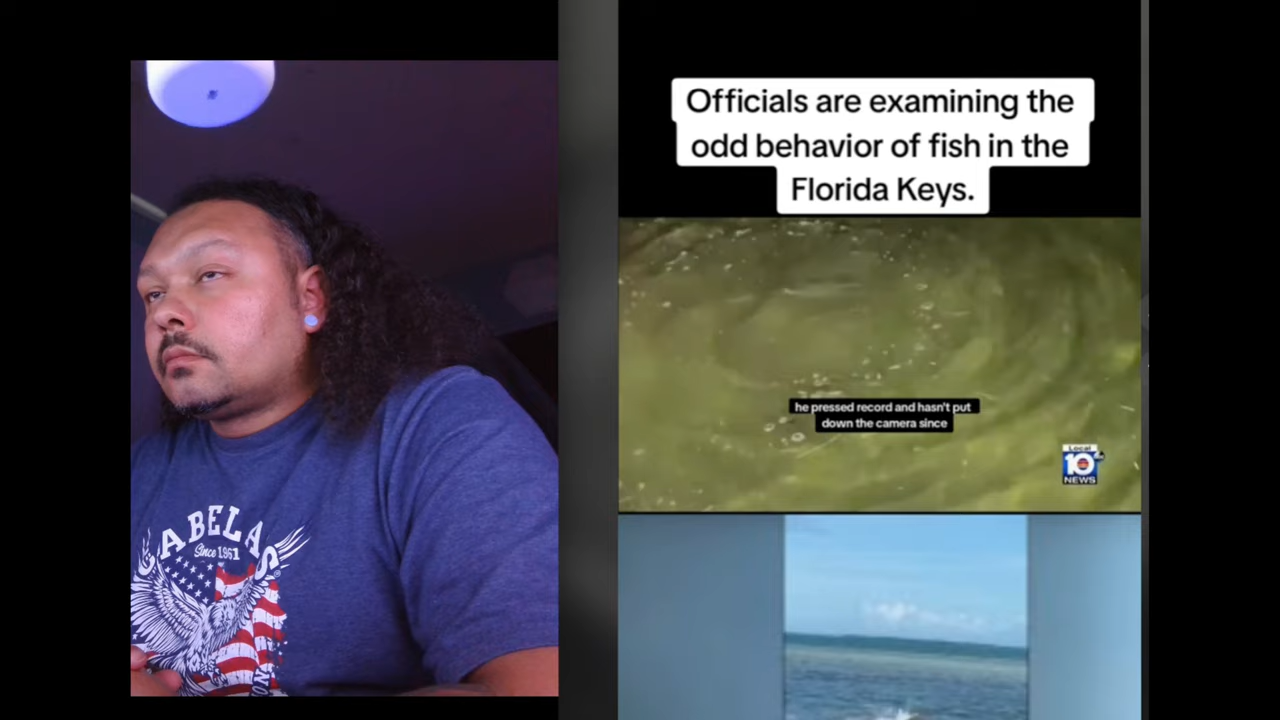 Officials are examining the
odd behavior of fish in the
Florida Keys.
he pressed record and hasn't put
down the camera since
Local
10
NEWS
CABELAS
Since 1961